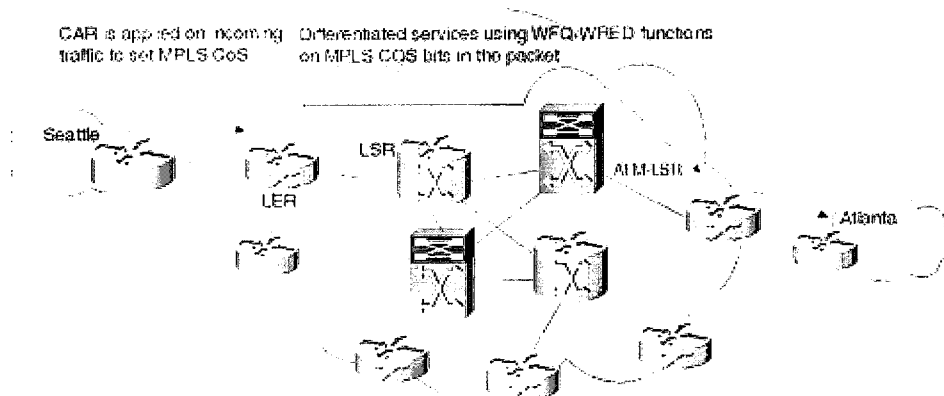 CAR is applied on incoming
traffic to set MPLS CoS
Differentiated services using WFQ/WRED functions
on MPLS COS bits in the packet
Seattle
LSR
ATM-LSR
LER
Atlanta